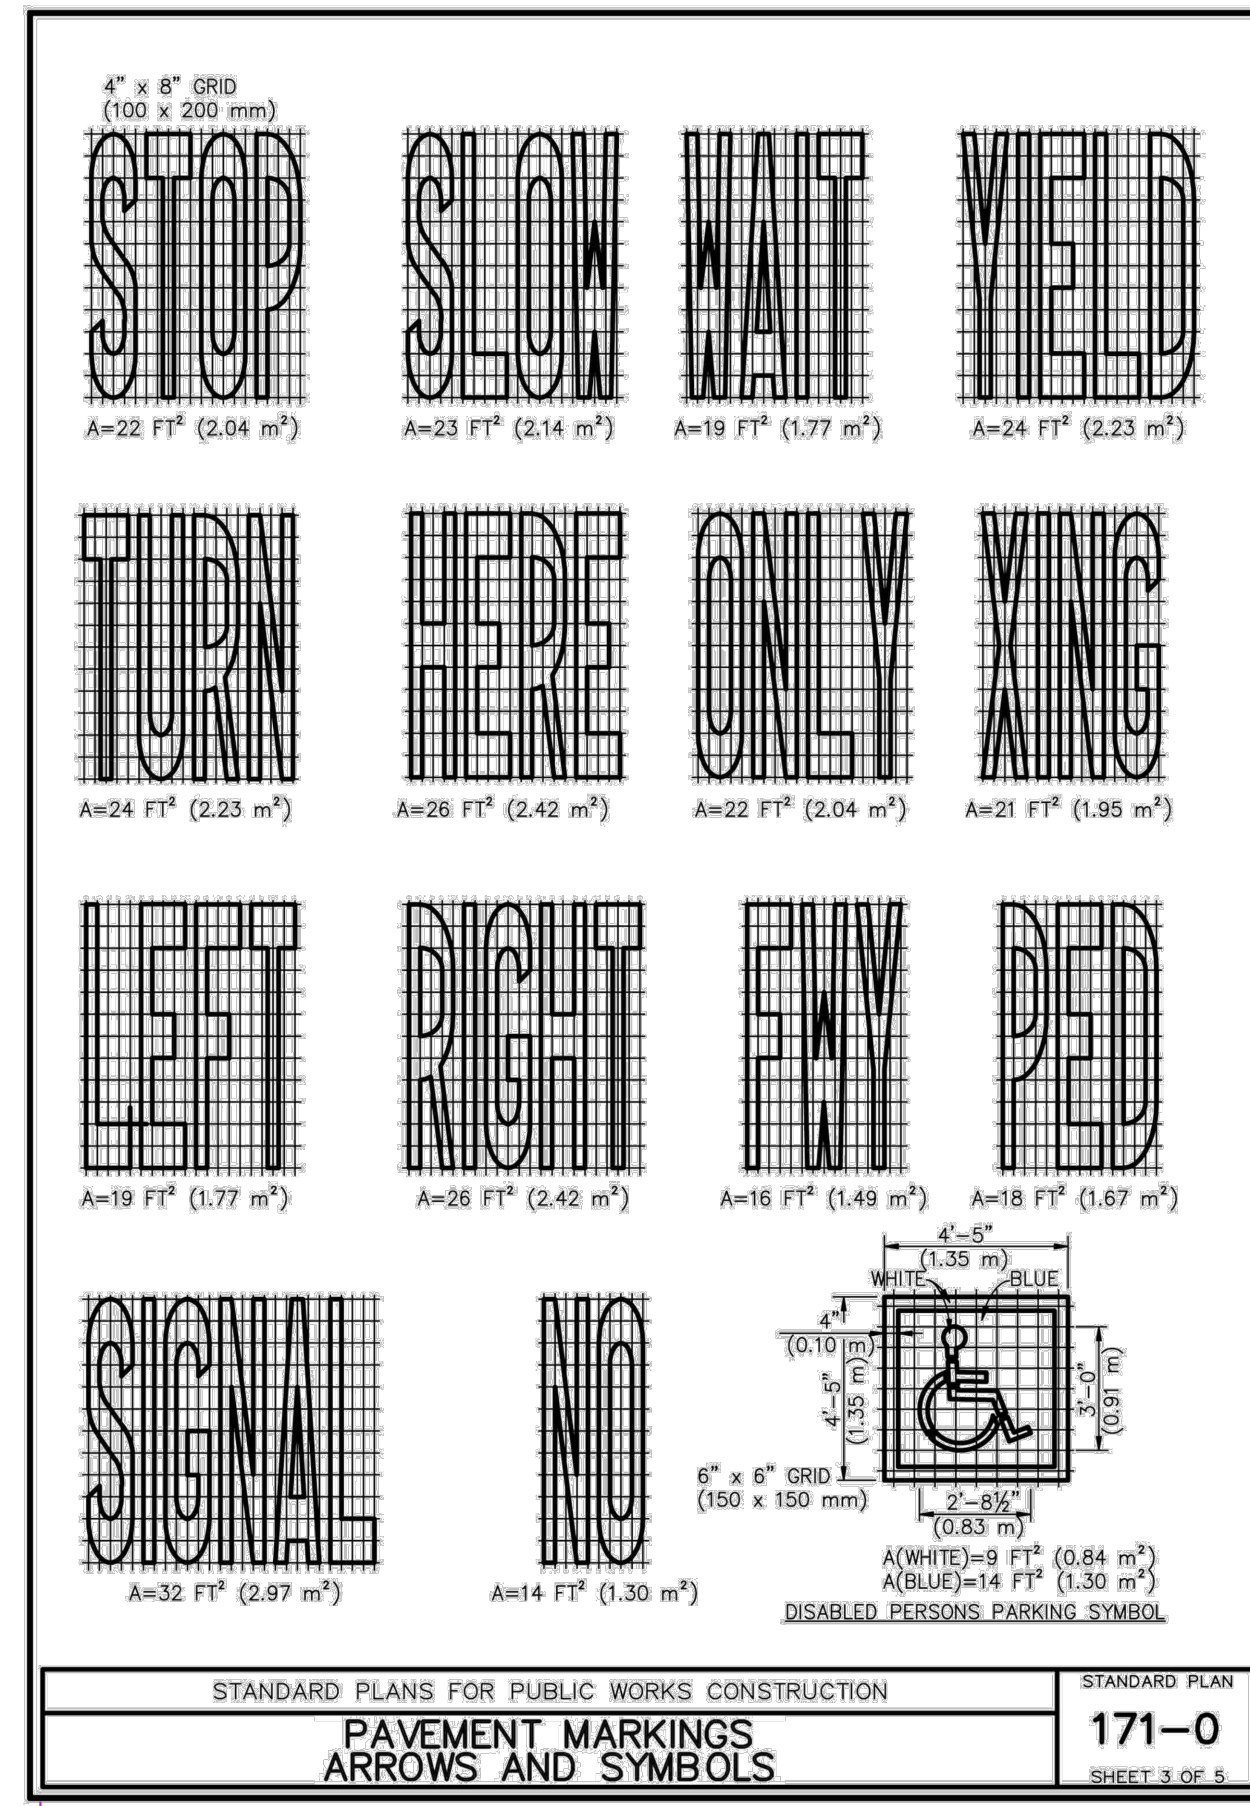 4" x 8" GRID
(100 x 200 mm)
STOP
SLOW
WAIT
YIELD
A=22 FT² (2.04 m²)
A=23 FT² (2.14 m²)
A=19 FT² (1.77 m²)
A=24 FT² (2.23 m²)
TURN
HERE
ONLY
XING
A=24 FT² (2.23 m²)
A=26 FT² (2.42 m²)
A=22 FT² (2.04 m²)
A=21 FT² (1.95 m²)
LEFT
RIGHT
FWY
PED
A=19 FT² (1.77 m²)
A=26 FT² (2.42 m²)
A=16 FT² (1.49 m²)
A=18 FT² (1.67 m²)
SIGNAL
NO
A=32 FT² (2.97 m²)
A=14 FT² (1.30 m²)
4'-5"
(1.35 m)
WHITE
BLUE
4"
(0.10 m)
4'-5"
(1.35 m)
3'-0"
(0.91 m)
6" x 6" GRID
(150 x 150 mm)
2'-8½"
(0.83 m)
A(WHITE)=9 FT² (0.84 m²)
A(BLUE)=14 FT² (1.30 m²)
DISABLED PERSONS PARKING SYMBOL
STANDARD PLANS FOR PUBLIC WORKS CONSTRUCTION
PAVEMENT MARKINGS
ARROWS AND SYMBOLS
STANDARD PLAN
171-0
SHEET 3 OF 5